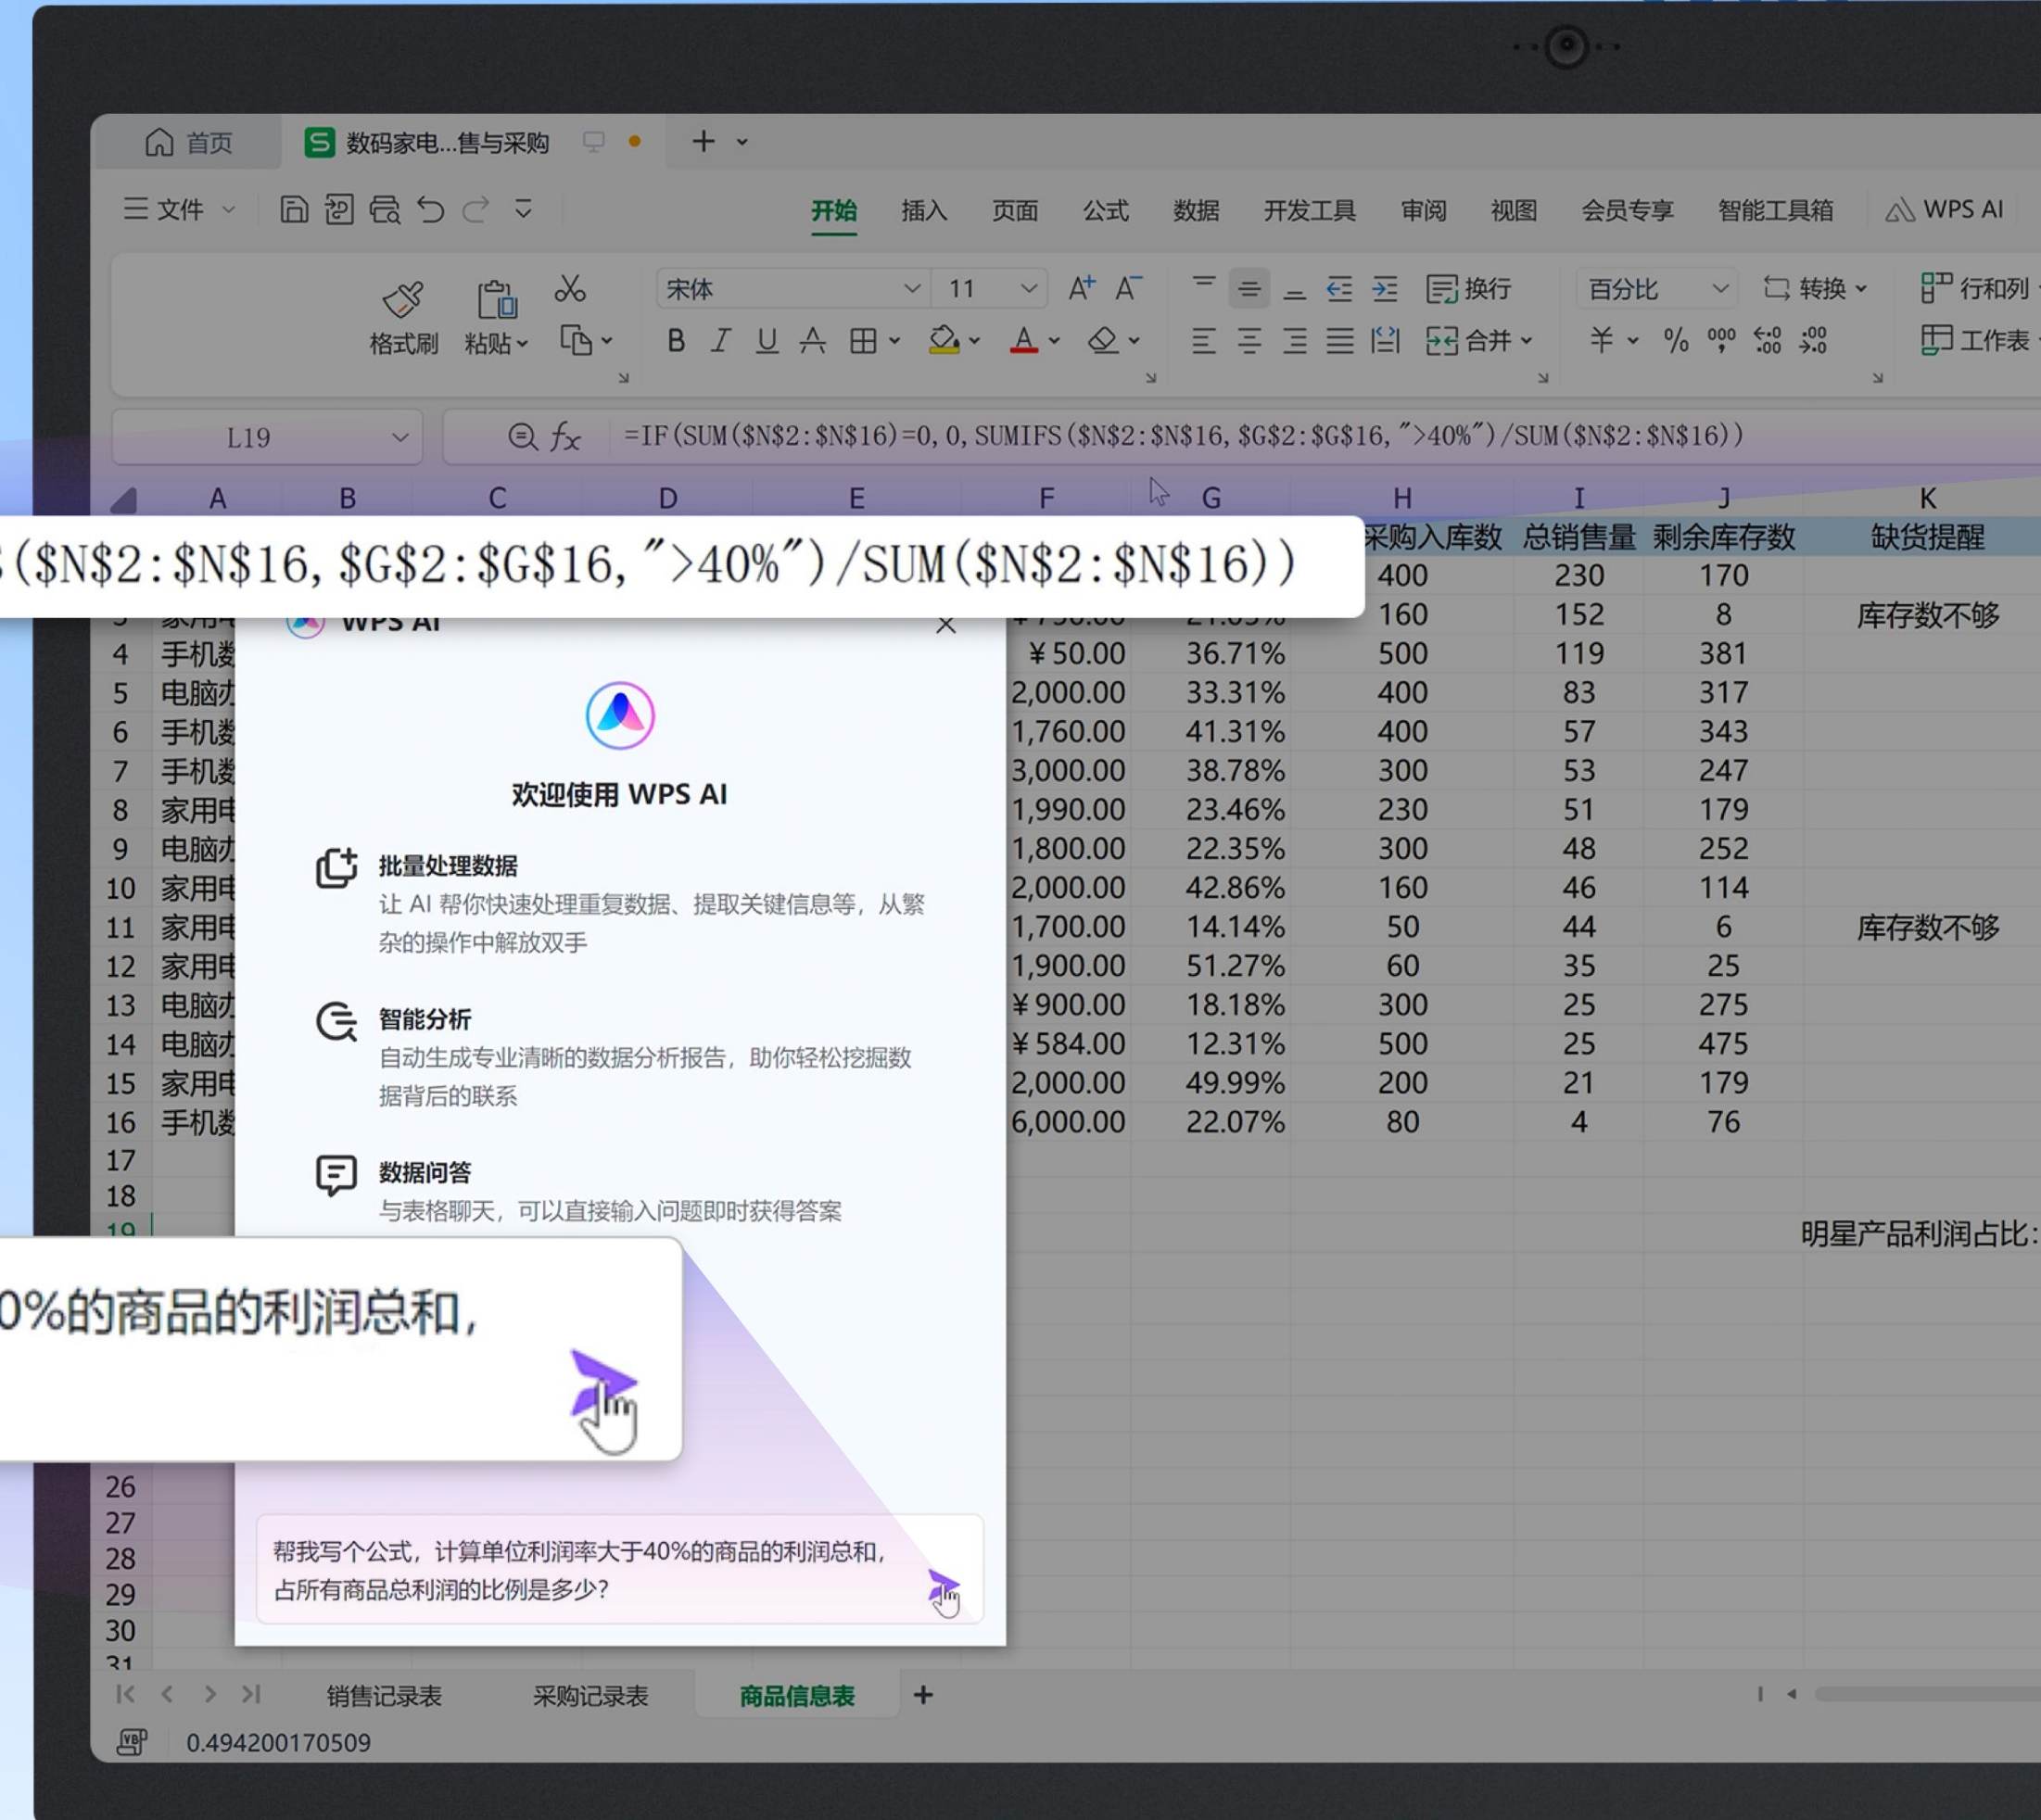 首页 数码家电...售与采购
文件 开始 插入 页面 公式 数据 开发工具 审阅 视图 会员专享 智能工具箱 WPS AI
宋体 11 A+ A- 换行 百分比 转换 行和列
格式刷 粘贴 B I U A A 合并 % 工作表
L19 fx =IF(SUM($N$2:$N$16)=0,0,SUMIFS($N$2:$N$16,$G$2:$G$16,">40%")/SUM($N$2:$N$16))
A B C D E F G H I J K
($N$2:$N$16,$G$2:$G$16,">40%")/SUM($N$2:$N$16))
采购入库数 总销售量 剩余库存数 缺货提醒
400 230 170
160 152 8 库存数不够
4 手机数 ¥50.00 36.71% 500 119 381
5 电脑办 2,000.00 33.31% 400 83 317
6 手机数 1,760.00 41.31% 400 57 343
7 手机数 3,000.00 38.78% 300 53 247
8 家用电 1,990.00 23.46% 230 51 179
9 电脑办 1,800.00 22.35% 300 48 252
10 家用电 2,000.00 42.86% 160 46 114
11 家用电 1,700.00 14.14% 50 44 6 库存数不够
12 家用电 1,900.00 51.27% 60 35 25
13 电脑办 ¥900.00 18.18% 300 25 275
14 电脑办 ¥584.00 12.31% 500 25 475
15 家用电 2,000.00 49.99% 200 21 179
16 手机数 6,000.00 22.07% 80 4 76
17
18
19 明星产品利润占比:
WPS AI
欢迎使用 WPS AI
批量处理数据
让 AI 帮你快速处理重复数据、提取关键信息等，从繁
杂的操作中解放双手
智能分析
自动生成专业清晰的数据分析报告，助你轻松挖掘数
据背后的联系
数据问答
与表格聊天，可以直接输入问题即时获得答案
0%的商品的利润总和，
26
27
28
29
30
31
帮我写个公式，计算单位利润率大于40%的商品的利润总和，
占所有商品总利润的比例是多少？
销售记录表 采购记录表 商品信息表
0.494200170509